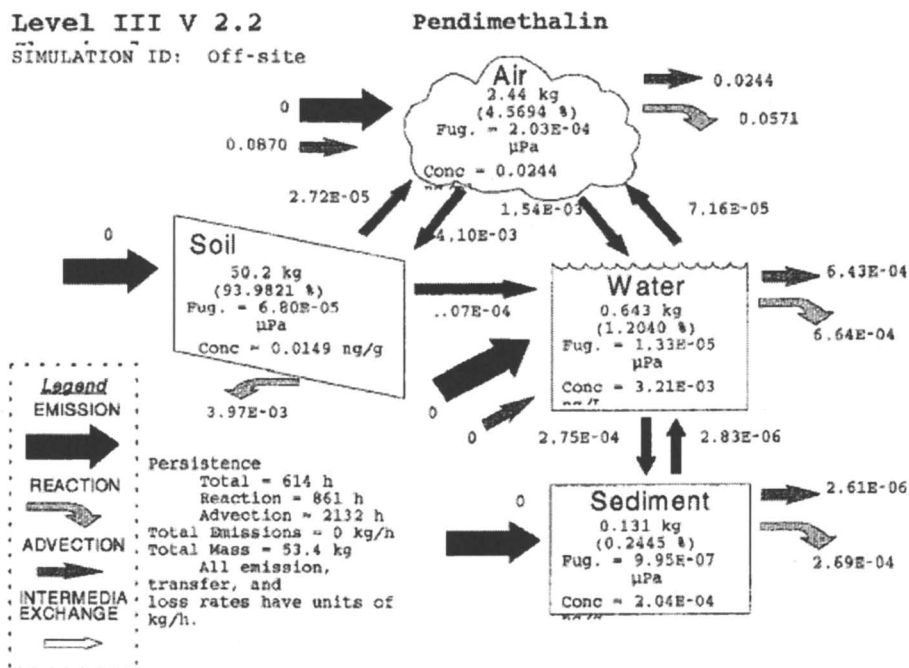 Level III V 2.2
Pendimethalin
SIMULATION ID: Off-site
Air
2.44 kg
(4.5694 %)
Fug. = 2.03E-04
µPa
Conc = 0.0244
0
0.0870
0.0244
0.0571
2.72E-05
4.10E-03
1.54E-03
7.16E-05
0
Soil
50.2 kg
(93.9821 %)
Fug. = 6.80E-05
µPa
Conc = 0.0149 ng/g
3.97E-03
..07E-04
Water
0.643 kg
(1.2040 %)
Fug. = 1.33E-05
µPa
Conc = 3.21E-03
6.43E-04
6.64E-04
0
0
2.75E-04
2.83E-06
Legend
EMISSION
REACTION
ADVECTION
INTERMEDIA
EXCHANGE
Persistence
Total = 614 h
Reaction = 861 h
Advection = 2132 h
Total Emissions = 0 kg/h
Total Mass = 53.4 kg
All emission,
transfer, and
loss rates have units of
kg/h.
0
Sediment
0.131 kg
(0.2445 %)
Fug. = 9.95E-07
µPa
Conc = 2.04E-04
2.61E-06
2.69E-04